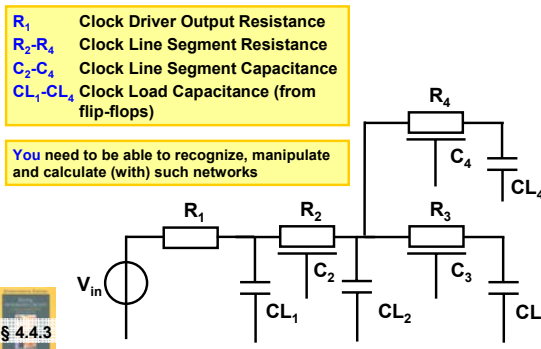 R1 Clock Driver Output Resistance
R2-R4 Clock Line Segment Resistance
C2-C4 Clock Line Segment Capacitance
CL1-CL4 Clock Load Capacitance (from
flip-flops)
You need to be able to recognize, manipulate
and calculate (with) such networks
R4
C4
CL4
R1
R2
R3
Vin
C2
C3
CL1
CL2
CL
§ 4.4.3